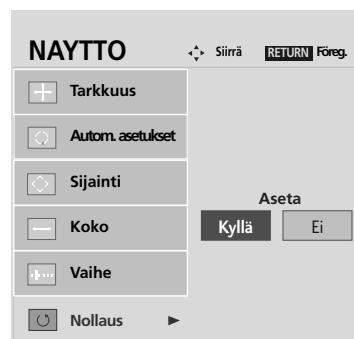 NAYTTO Siirrä RETURN Föreg.
Tarkkuus
Autom. asetukset
Sijainti
Aseta
Koko Kyllä Ei
Vaihe
Nollaus